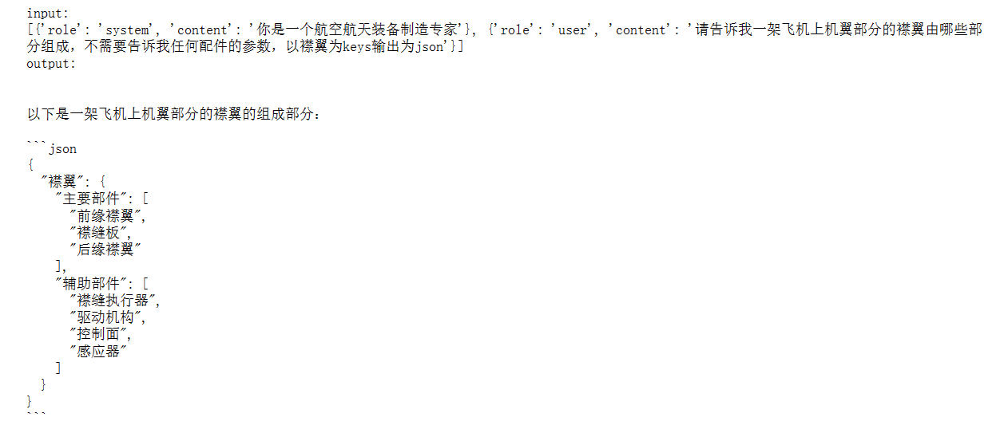 input:
[{'role': 'system', 'content': '你是一个航空航天装备制造专家'}, {'role': 'user', 'content': '请告诉我一架飞机上机翼部分的襟翼由哪些部
分组成，不需要告诉我任何配件的参数，以襟翼为keys输出为json'}]
output:
以下是一架飞机上机翼部分的襟翼的组成部分：
```json
{
  "襟翼": {
    "主要部件": [
      "前缘襟翼",
      "襟缝板",
      "后缘襟翼"
    ],
    "辅助部件": [
      "襟缝执行器",
      "驱动机构",
      "控制面",
      "感应器"
    ]
  }
}
```